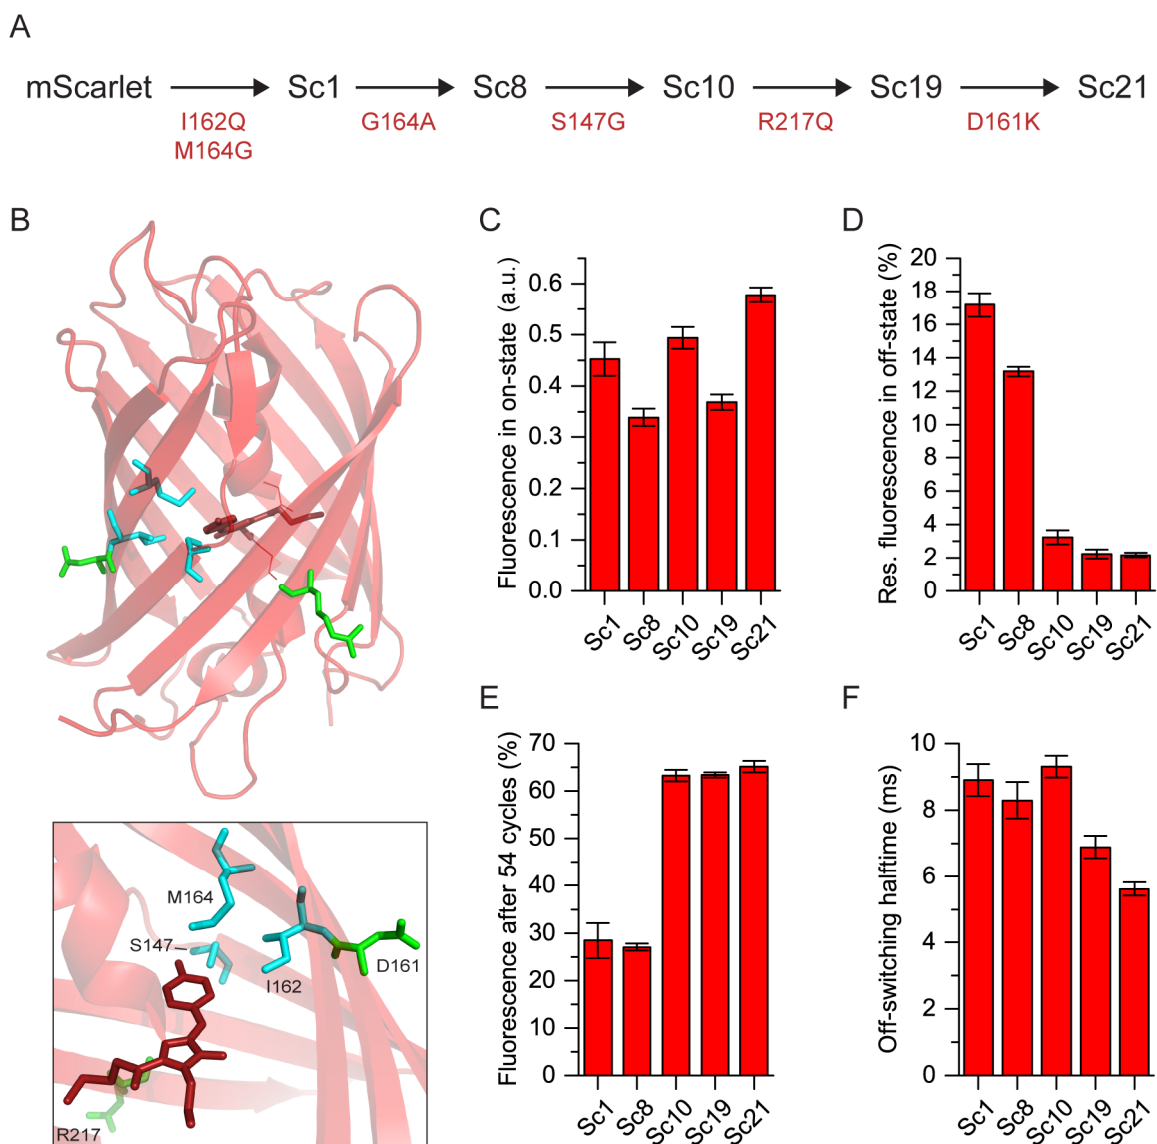 A
mScarlet Sc1 Sc8 Sc10 Sc19 Sc21
I162Q G164A S147G R217Q D161K
M164G
B
M164
S147
I162
D161
R217
C
Fluorescence in on-state (a.u.)
0.6
0.5
0.4
0.3
0.2
0.1
0.0
Sc1 Sc8 Sc10 Sc19 Sc21
D
Res. fluorescence in off-state (%)
20
18
16
14
12
10
8
6
4
2
0
Sc1 Sc8 Sc10 Sc19 Sc21
E
Fluorescence after 54 cycles (%)
70
60
50
40
30
20
10
0
Sc1 Sc8 Sc10 Sc19 Sc21
F
Off-switching halftime (ms)
10
8
6
4
2
0
Sc1 Sc8 Sc10 Sc19 Sc21